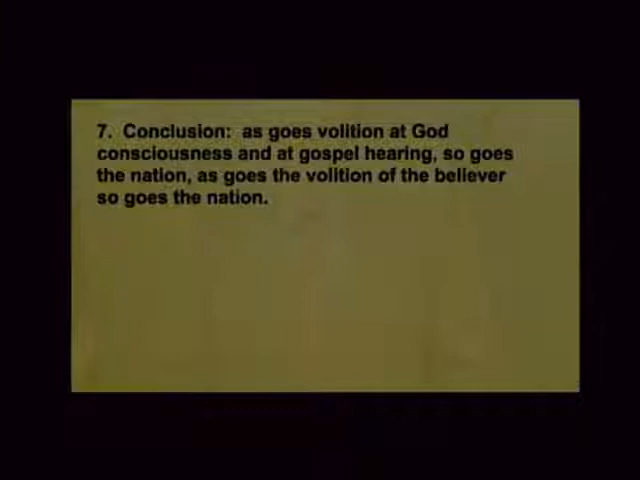 7. Conclusion: as goes volition at God
consciousness and at gospel hearing, so goes
the nation, as goes the volition of the believer
so goes the nation.